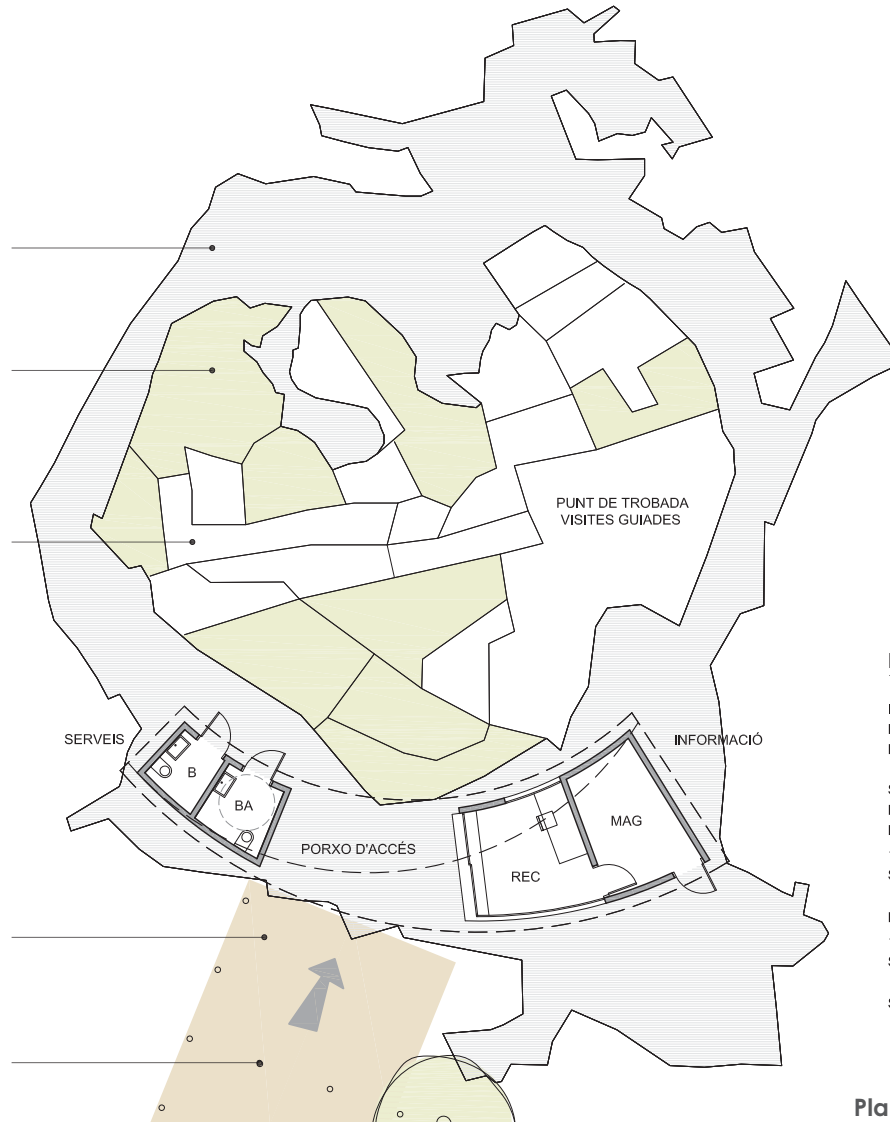 PUNT DE TROBADA
VISITES GUIADES
SERVEIS
INFORMACIÓ
B
BA
MAG
PORXO D'ACCÉS
REC
Pla